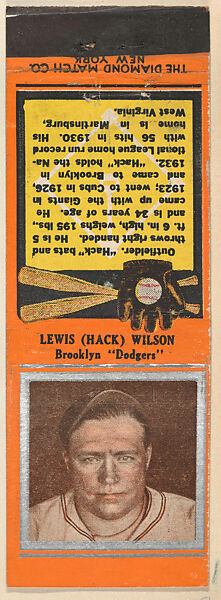 THE DIAMOND MATCH CO.
NEW YORK
Outfielder. "Hack" bats and
throws right handed. He is 5
ft. 6 in. high, weighs 195 lbs.,
and is 34 years of age. He
came up with the Giants in
1923; went to Cubs in 1926
and came to Brooklyn in
1932. "Hack" holds the Na-
tional League home run record
with 56 hits in 1930. His
home is in Martinsburg,
West Virginia.
LEWIS (HACK) WILSON
Brooklyn "Dodgers"